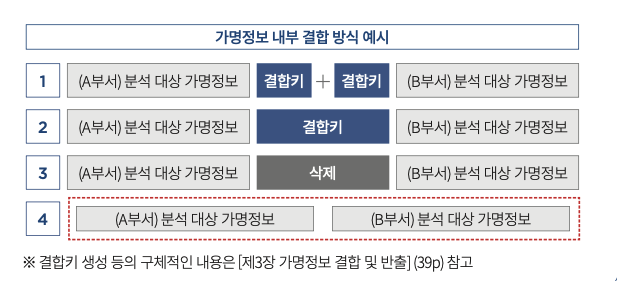 가명정보 내부 결합 방식 예시
1 (A부서) 분석 대상 가명정보 결합키 + 결합키 (B부서) 분석 대상 가명정보
2 (A부서) 분석 대상 가명정보 결합키 (B부서) 분석 대상 가명정보
3 (A부서) 분석 대상 가명정보 삭제 (B부서) 분석 대상 가명정보
4 (A부서) 분석 대상 가명정보 (B부서) 분석 대상 가명정보
※ 결합키 생성 등의 구체적인 내용은 [제3장 가명정보 결합 및 반출] (39p) 참고